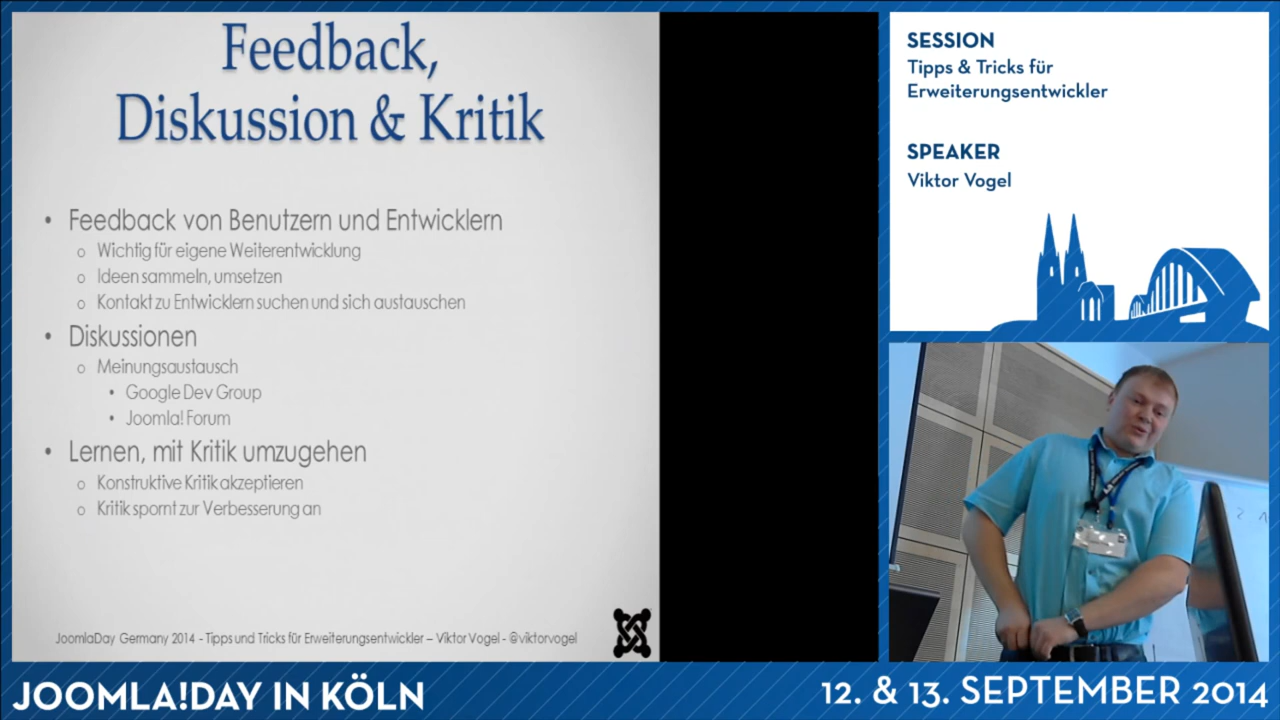 Feedback,
Diskussion & Kritik
• Feedback von Benutzern und Entwicklern
o Wichtig für eigene Weiterentwicklung
o Ideen sammeln, umsetzen
o Kontakt zu Entwicklern suchen und sich austauschen
• Diskussionen
o Meinungsaustausch
• Google Dev Group
• Joomla! Forum
• Lernen, mit Kritik umzugehen
o Konstruktive Kritik akzeptieren
o Kritik spornt zur Verbesserung an
JoomlaDay Germany 2014 - Tipps und Tricks für Erweiterungsentwickler – Viktor Vogel - @viktorvogel
SESSION
Tipps & Tricks für
Erweiterungsentwickler
SPEAKER
Viktor Vogel
JOOMLA!DAY IN KÖLN
12. & 13. SEPTEMBER 2014